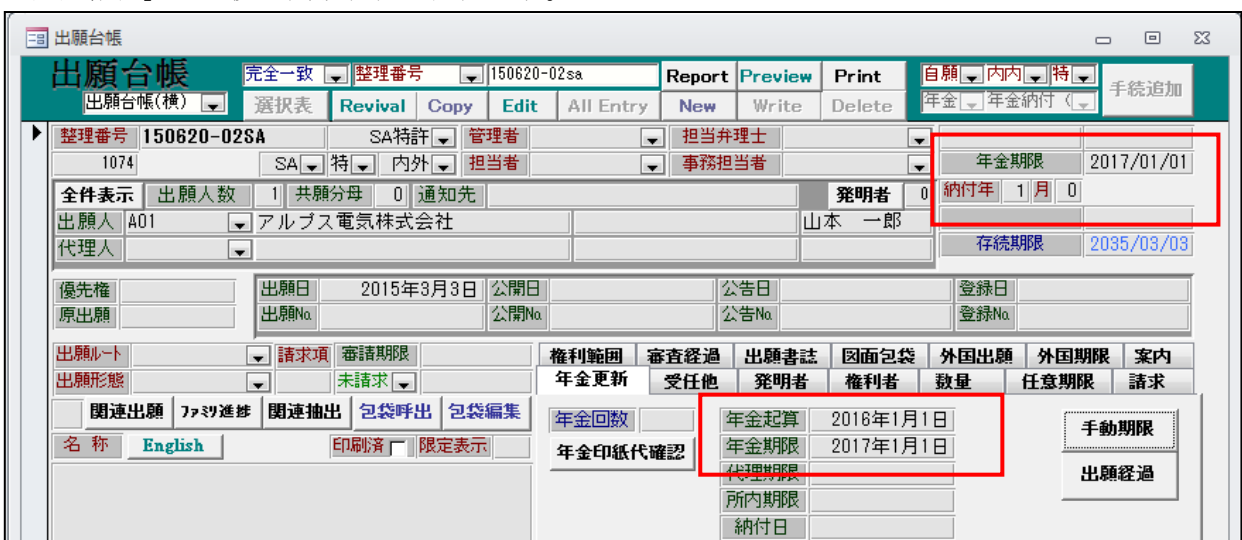 出願台帳
出願台帳 完全一致 整理番号 150620-02sa Report Preview Print 自願 内内 特 手続追加
出願台帳(横) 選択表 Revival Copy Edit All Entry New Write Delete 年金 年金納付 (
整理番号 150620-02SA SA特許 管理者 担当弁理士
1074 SA 特 内外 担当者 事務担当者 年金期限 2017/01/01
全件表示 出願人数 1 共願分母 0 通知先 発明者 0 納付年 1 月 0
出願人 A01 アルプス電気株式会社 山本 一郎
代理人 存続期限 2035/03/03
優先権 出願日 2015年3月3日 公開日 公告日 登録日
原出願 出願No. 公開No. 公告No. 登録No.
出願ルート 請求項 審請期限 権利範囲 審査経過 出願書誌 図面包袋 外国出願 外国期限 案内
出願形態 未請求 年金更新 受任他 発明者 権利者 数量 任意期限 請求
関連出願 ファミリ進捗 関連抽出 包袋呼出 包袋編集 年金回数 年金起算 2016年1月1日 手動期限
名 称 English 印刷済 限定表示 年金印紙代確認 年金期限 2017年1月1日
代理期限 出願経過
所内期限
納付日